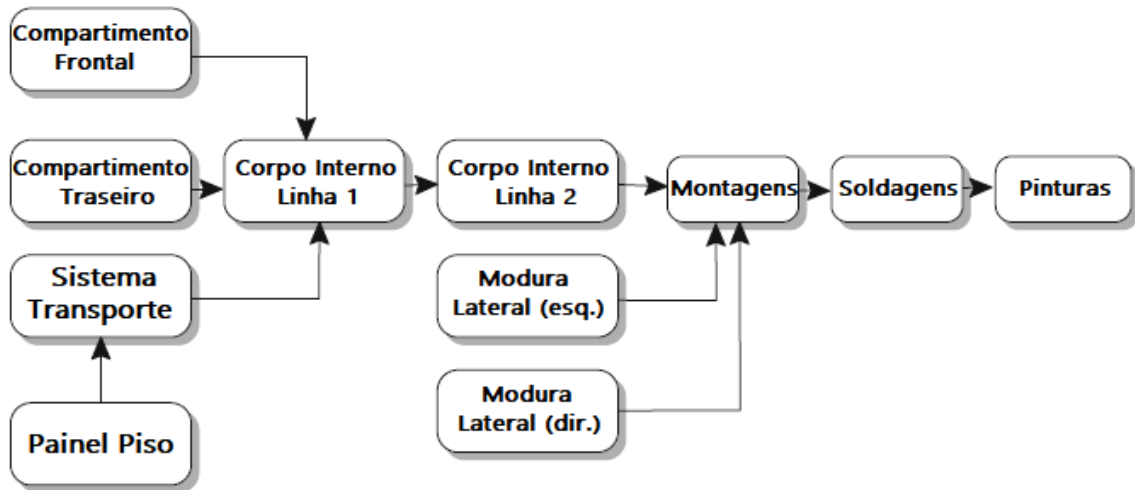 Compartimento
Frontal
Compartimento
Traseiro
Corpo Interno
Linha 1
Corpo Interno
Linha 2
Montagens
Soldagens
Pinturas
Sistema
Transporte
Modura
Lateral (esq.)
Modura
Lateral (dir.)
Painel Piso